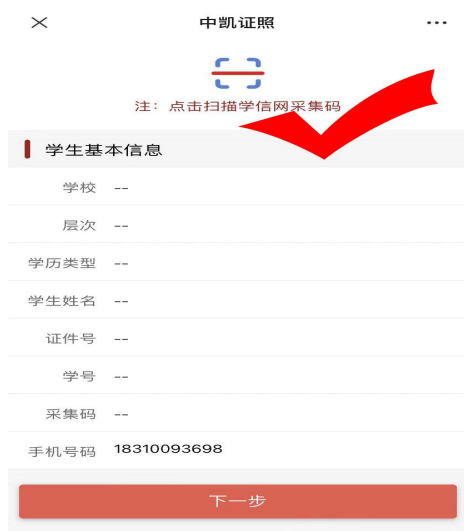 中凯证照
注：点击扫描学信网采集码
学生基本信息
学校 --
层次 --
学历类型 --
学生姓名 --
证件号 --
学号 --
采集码 --
手机号码 18310093698
下一步